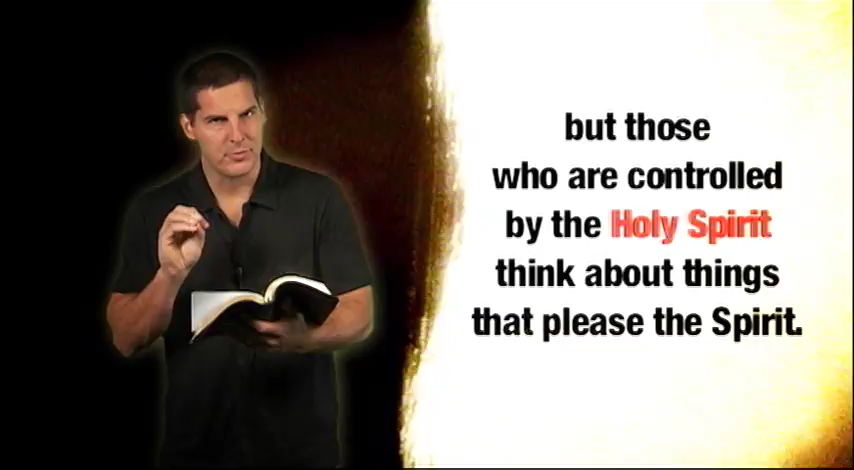 but those
who are controlled
by the Holy Spirit
think about things
that please the Spirit.